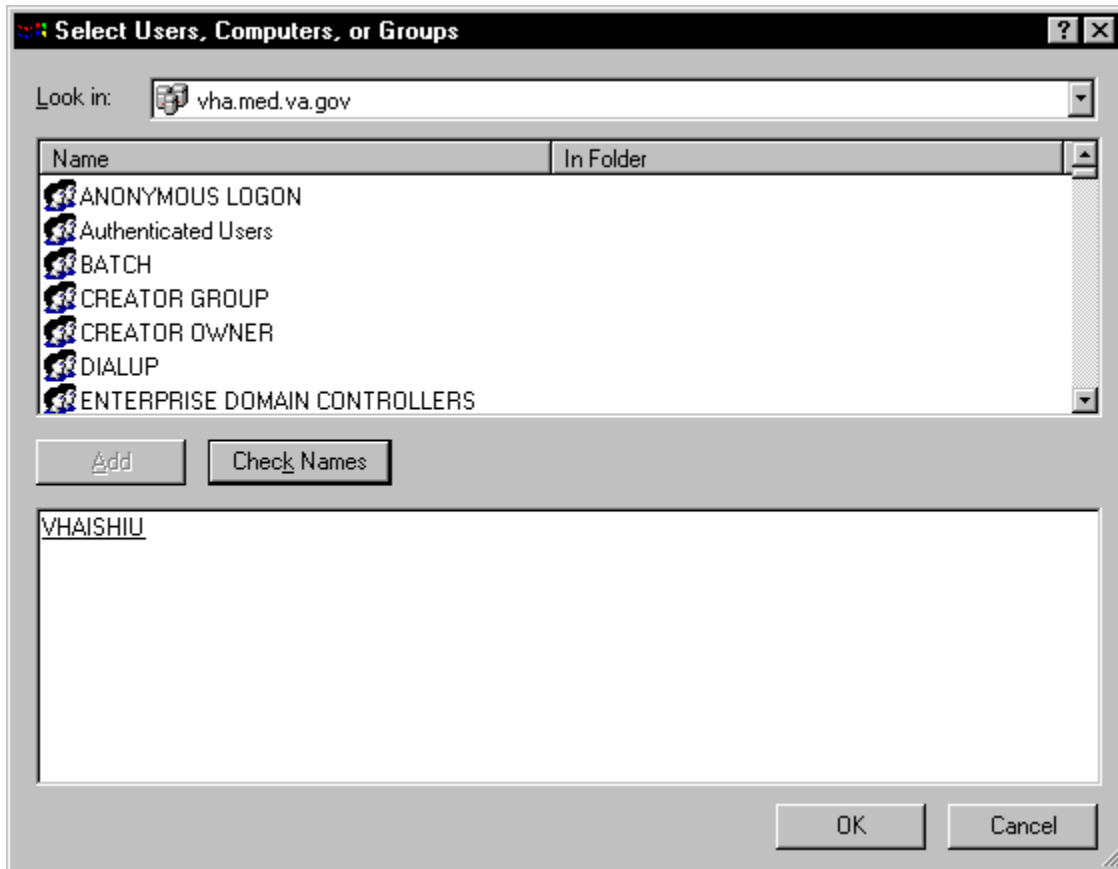 Select Users, Computers, or Groups
Look in: vha.med.va.gov
Name In Folder
ANONYMOUS LOGON
Authenticated Users
BATCH
CREATOR GROUP
CREATOR OWNER
DIALUP
ENTERPRISE DOMAIN CONTROLLERS
Add Check Names
VHAISHIU
OK Cancel